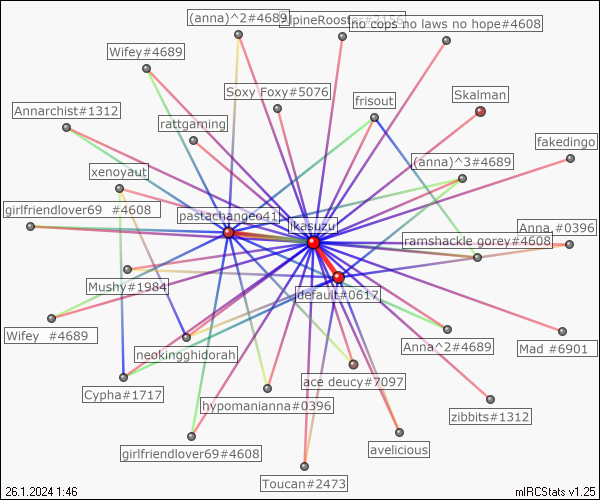 (anna)^2#4689
AlpineRooster#2156
no cops no laws no hope#4608
Wifey#4689
Soxy Foxy#5076
frisout
Skalman
Annarchist#1312
rattgaming
fakedingo
xenoyaut
(anna)^3#4689
girlfriendlover69 #4608
pastachangeo41
ikasuzu
Anna,#0396
ramshackle gorey#4608
Mushy#1984
default#0617
Wifey #4689
neokingghidorah
Anna^2#4689
Mad #6901
Cypha#1717
ace deucy#7097
hypomanianna#0396
zibbits#1312
girlfriendlover69#4608
avelicious
Toucan#2473
26.1.2024 1:46
mIRCStats v1.25